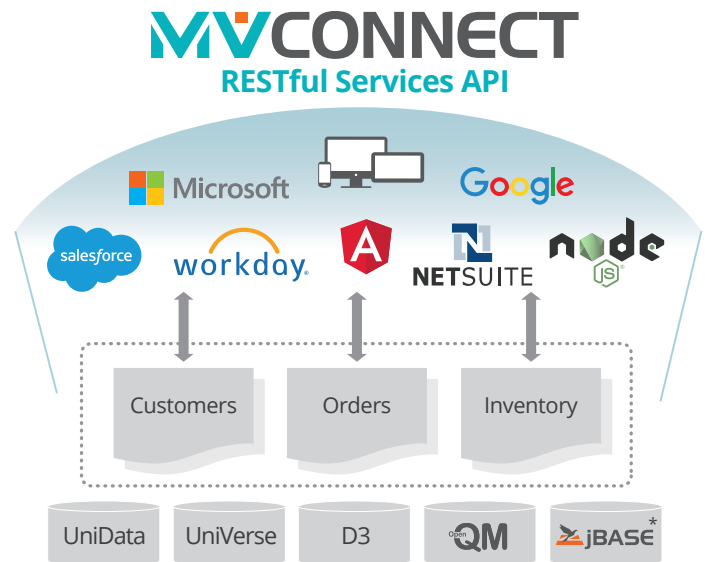 MVCONNECT
RESTful Services API
Microsoft
Google
salesforce
workday.
A
N
NETSUITE
node
JS®
Customers
Orders
Inventory
UniData
UniVerse
D3
Open QM
jBASE*